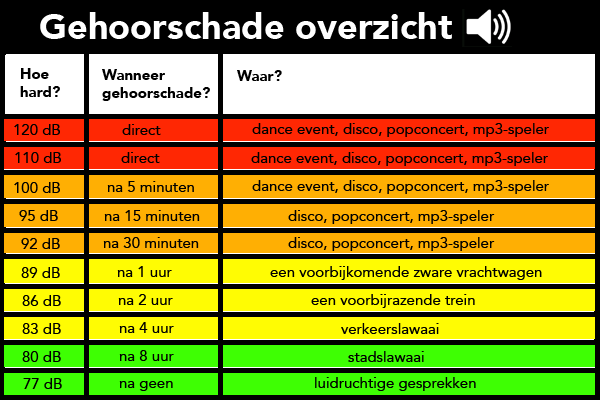 Gehoorschade overzicht
Hoe hard? Wanneer gehoorschade? Waar?
120 dB direct dance event, disco, popconcert, mp3-speler
110 dB direct dance event, disco, popconcert, mp3-speler
100 dB na 5 minuten dance event, disco, popconcert, mp3-speler
95 dB na 15 minuten disco, popconcert, mp3-speler
92 dB na 30 minuten disco, popconcert, mp3-speler
89 dB na 1 uur een voorbijkomende zware vrachtwagen
86 dB na 2 uur een voorbijrazende trein
83 dB na 4 uur verkeerslawaai
80 dB na 8 uur stadslawaai
77 dB na geen luidruchtige gesprekken